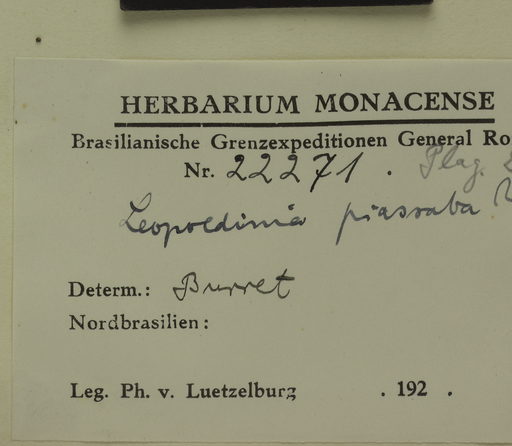 HERBARIUM MONACENSE
Brasilianische Grenzexpeditionen General Ro
Nr. 22271 . Plag.
Leopoldinia piassaba
Determ.: Burret
Nordbrasilien:
Leg. Ph. v. Luetzelburg . 192 .